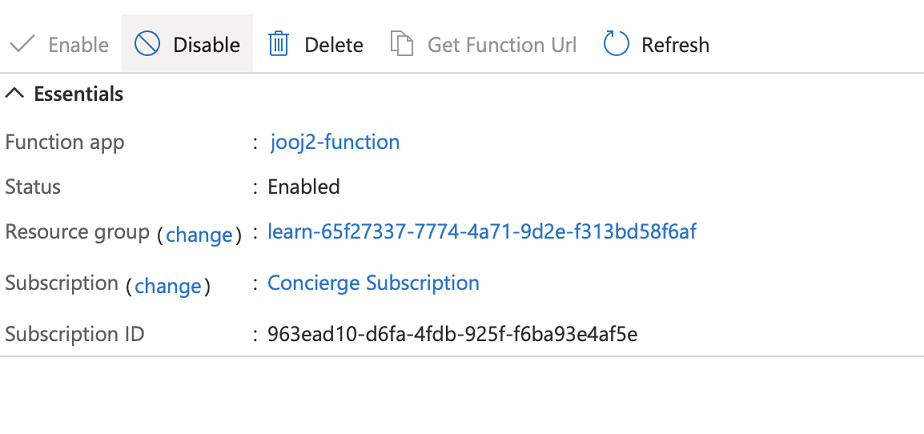 Enable Disable Delete Get Function Url Refresh
Essentials
Function app : jooj2-function
Status : Enabled
Resource group (change) : learn-65f27337-7774-4a71-9d2e-f313bd58f6af
Subscription (change) : Concierge Subscription
Subscription ID : 963ead10-d6fa-4fdb-925f-f6ba93e4af5e